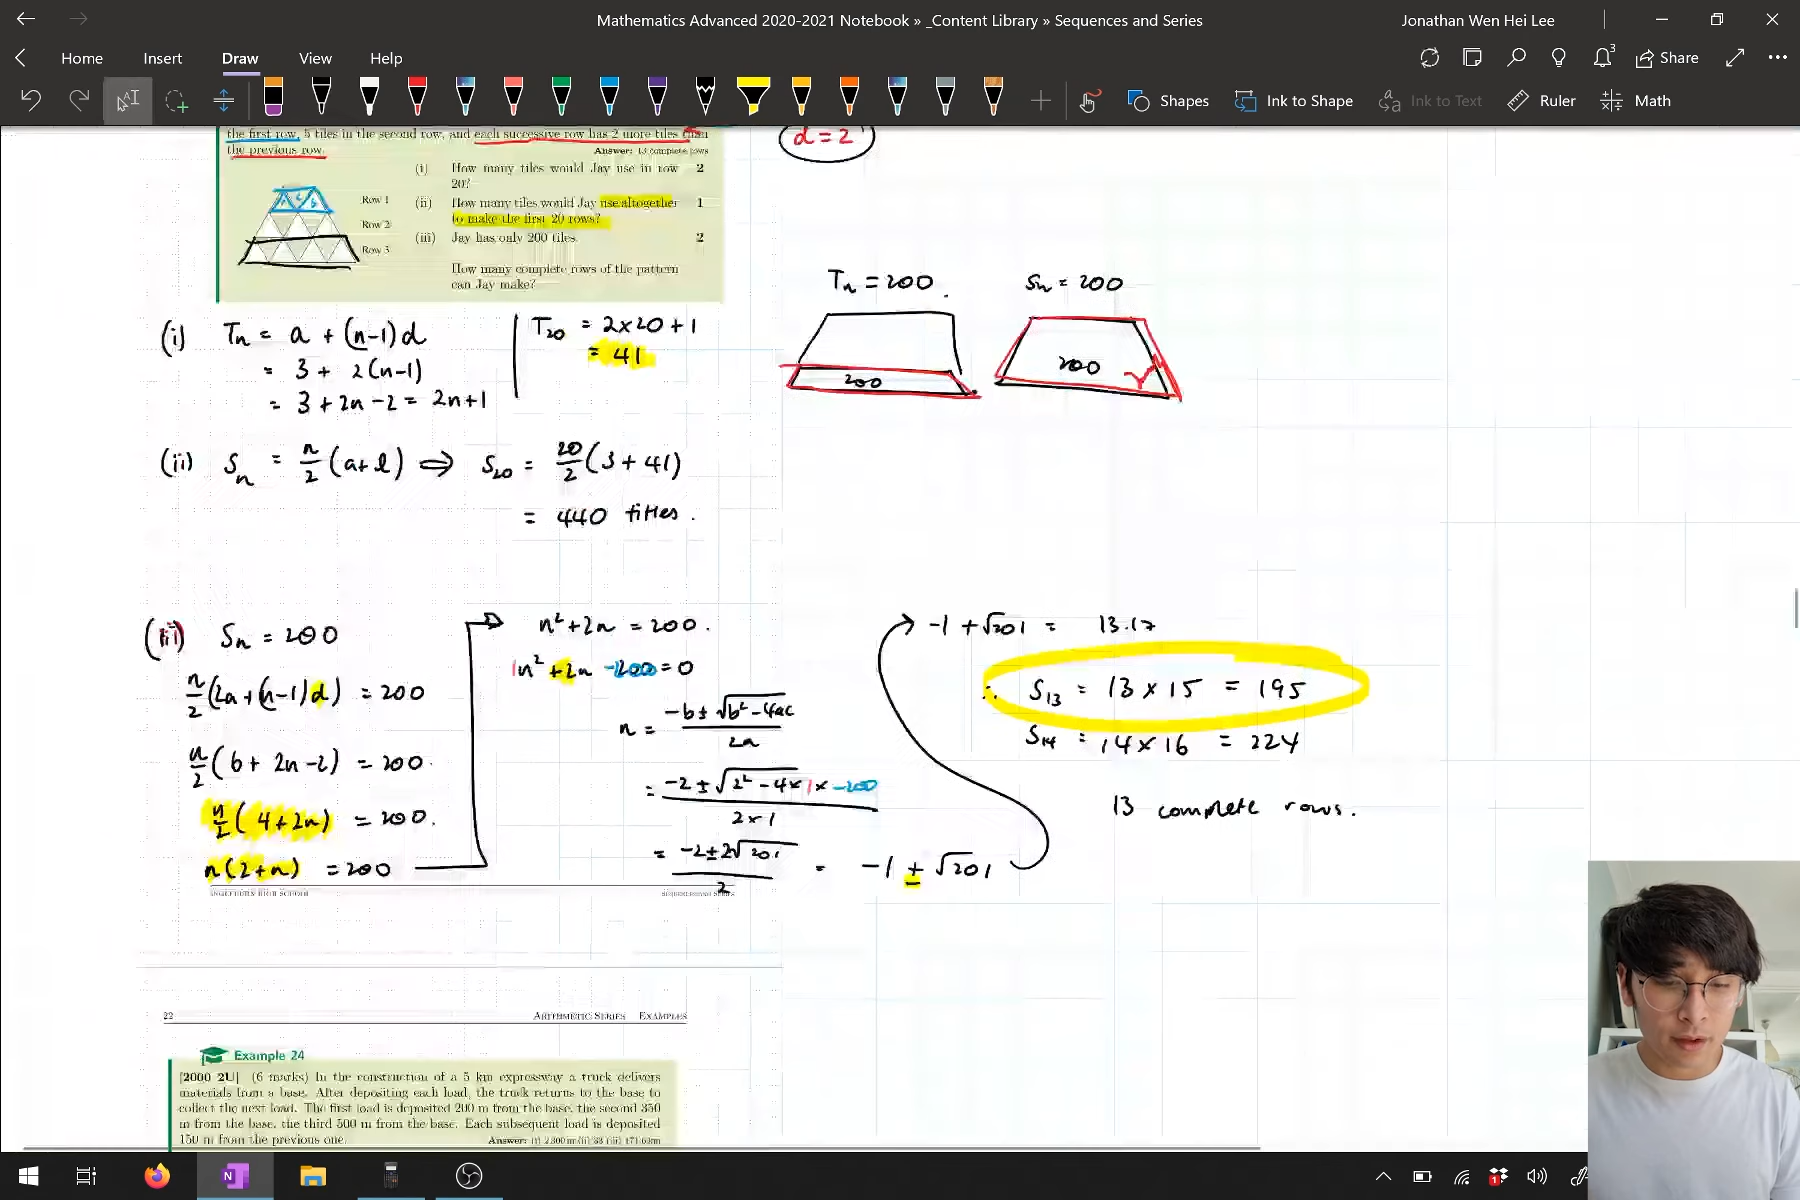 Mathematics Advanced 2020-2021 Notebook » _Content Library » Sequences and Series
Jonathan Wen Hei Lee
Home Insert Draw View Help
3
Share
Shapes
Ink to Shape
Ink to Text
Ruler
Math
the first row, 5 tiles in the second row, and each successive row has 2 more tiles than
the previous row.
Answer: 13 complete rows
d = 2
(i) How many tiles would Jay use in row 2
20?
Row 1
(ii) How many tiles would Jay use altogether 1
to make the first 20 rows?
Row 2
(iii) Jay has only 200 tiles. 2
Row 3
How many complete rows of the pattern
can Jay make?
Tn = 200.
Sn = 200
200
200
(i) Tn = a + (n-1)d
= 3 + 2(n-1)
= 3 + 2n - 2 = 2n+1
T20 = 2×20 + 1
= 41
(ii) Sn = n/2 (a+l) ⇔ S20 = 20/2 (3 + 41)
= 440 titles.
(iii) Sn = 200
n/2 (2a + (n-1)d) = 200
n/2 (6 + 2n - 2) = 200.
n/2 (4 + 2n) = 200.
n(2+n) = 200
n² + 2n = 200.
1n² + 2n - 200 = 0
n = -b ± √b² - 4ac / 2a
= -2 ± √2² - 4 × 1 × -200 / 2×1
= -2 ± 2√201 / 2 = -1 ± √201
-1 + √201 = 13.17
∴ S13 = 13 × 15 = 195
S14 = 14 × 16 = 224
13 complete rows.
22
ARITHMETIC SERIES EXAMPLES
Example 24
[2000 2U] (6 marks) In the construction of a 5 km expressway a truck delivers
materials from a base. After depositing each load, the truck returns to the base to
collect the next load. The first load is deposited 200 m from the base, the second 350
m from the base, the third 500 m from the base. Each subsequent load is deposited
150 m from the previous one.